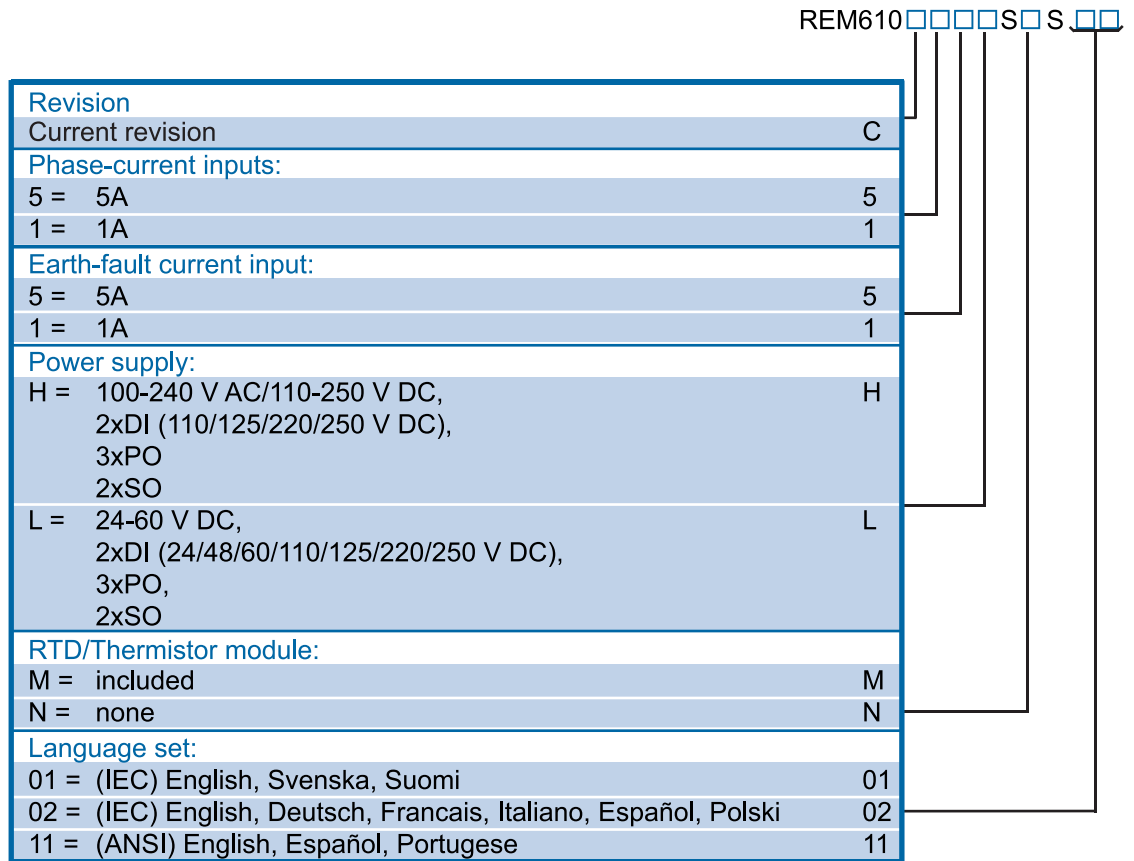 REM610□□□□S□ S □□
Revision
Current revision C
Phase-current inputs:
5 = 5A 5
1 = 1A 1
Earth-fault current input:
5 = 5A 5
1 = 1A 1
Power supply:
H = 100-240 V AC/110-250 V DC, H
2xDI (110/125/220/250 V DC),
3xPO
2xSO
L = 24-60 V DC, L
2xDI (24/48/60/110/125/220/250 V DC),
3xPO,
2xSO
RTD/Thermistor module:
M = included M
N = none N
Language set:
01 = (IEC) English, Svenska, Suomi 01
02 = (IEC) English, Deutsch, Francais, Italiano, Español, Polski 02
11 = (ANSI) English, Español, Portugese 11